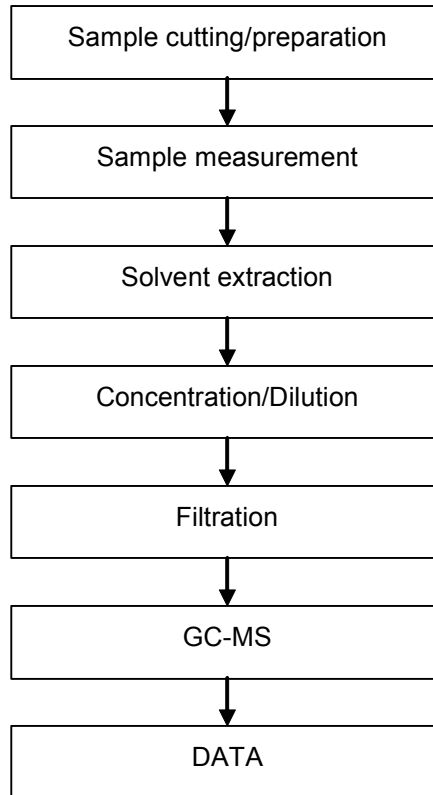 Sample cutting/preparation
Sample measurement
Solvent extraction
Concentration/Dilution
Filtration
GC-MS
DATA